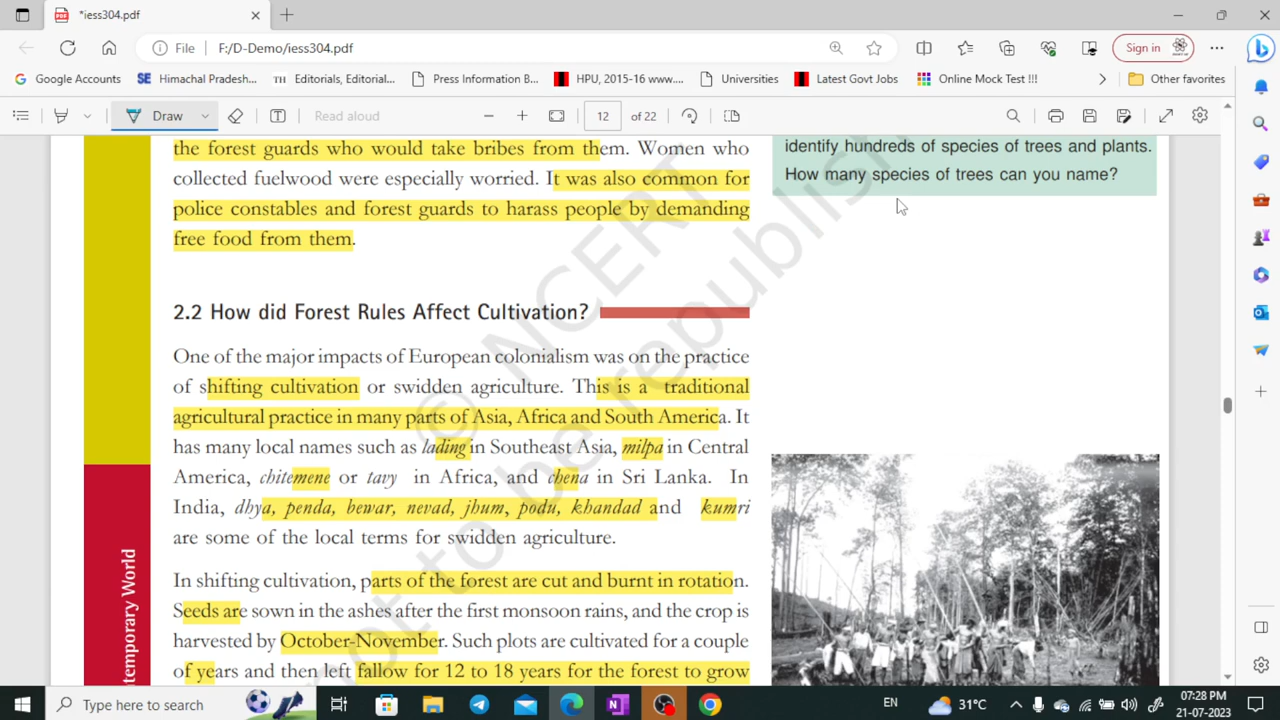 *iess304.pdf
File F:/D-Demo/iess304.pdf Sign in
Google Accounts SE Himachal Pradesh... TH Editorials, Editorial... Press Information B... HPU, 2015-16 www.... Universities Latest Govt Jobs Online Mock Test !!! Other favorites
Draw Read aloud 12 of 22
the forest guards who would take bribes from them. Women who
collected fuelwood were especially worried. It was also common for
police constables and forest guards to harass people by demanding
free food from them.
identify hundreds of species of trees and plants.
How many species of trees can you name?
2.2 How did Forest Rules Affect Cultivation?
One of the major impacts of European colonialism was on the practice
of shifting cultivation or swidden agriculture. This is a traditional
agricultural practice in many parts of Asia, Africa and South America. It
has many local names such as lading in Southeast Asia, milpa in Central
America, chitemene or tavy in Africa, and chena in Sri Lanka. In
India, dhya, penda, bewar, nevad, jhum, podu, khandad and kumri
are some of the local terms for swidden agriculture.
In shifting cultivation, parts of the forest are cut and burnt in rotation.
Seeds are sown in the ashes after the first monsoon rains, and the crop is
harvested by October-November. Such plots are cultivated for a couple
of years and then left fallow for 12 to 18 years for the forest to grow
ntemporary World
© NCERT
not to be republish
Type here to search
EN 31°C 07:28 PM
21-07-2023